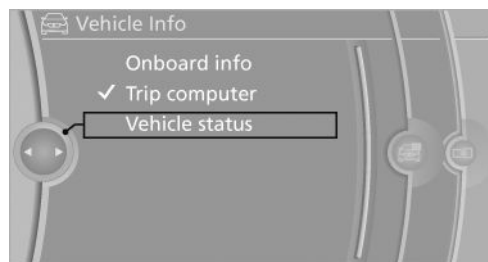 Vehicle Info
Onboard info
Trip computer
Vehicle status